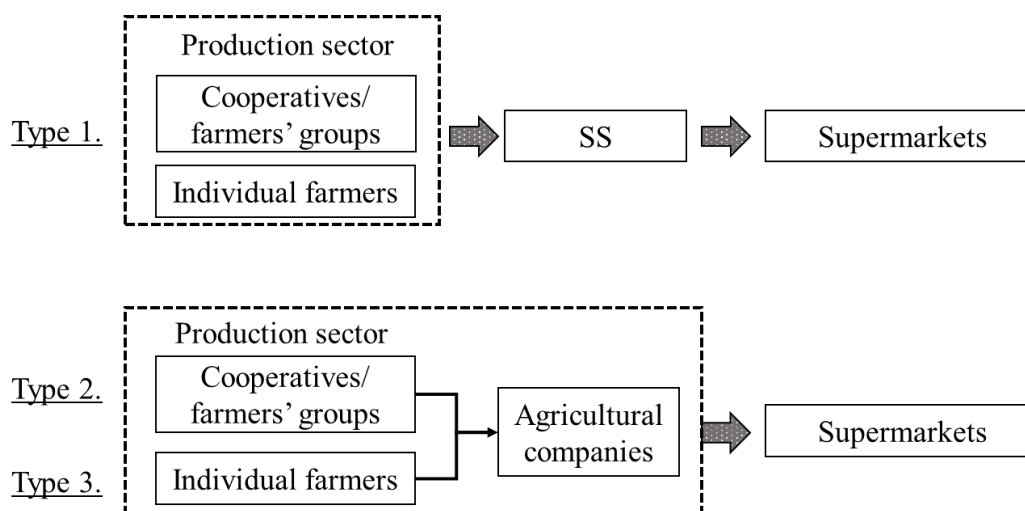 Production sector
Cooperatives/
farmers’ groups
Type 1.
SS
Supermarkets
Individual farmers
Production sector
Cooperatives/
farmers’ groups
Type 2.
Agricultural
companies
Supermarkets
Type 3.
Individual farmers